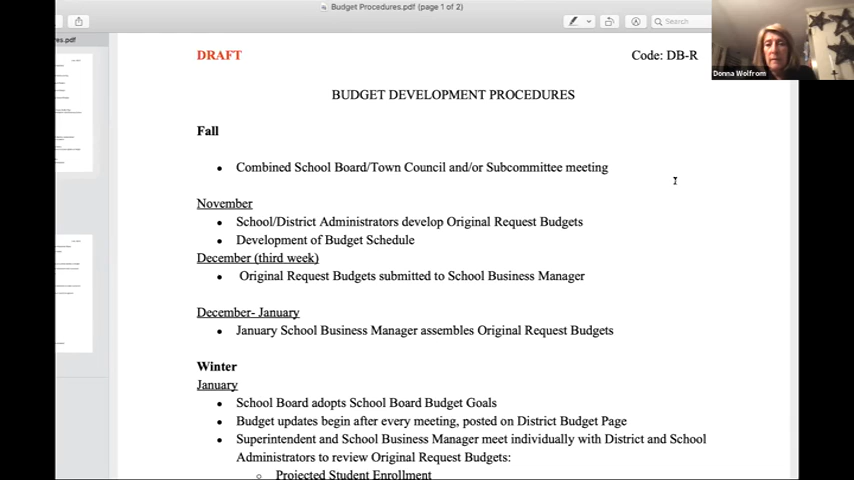 Budget Procedures.pdf (page 1 of 2)
Search
res.pdf
Donna Wolfrom
DRAFT
Code: DB-R
BUDGET DEVELOPMENT PROCEDURES
Fall
• Combined School Board/Town Council and/or Subcommittee meeting
November
• School/District Administrators develop Original Request Budgets
• Development of Budget Schedule
December (third week)
• Original Request Budgets submitted to School Business Manager
December- January
• January School Business Manager assembles Original Request Budgets
Winter
January
• School Board adopts School Board Budget Goals
• Budget updates begin after every meeting, posted on District Budget Page
• Superintendent and School Business Manager meet individually with District and School
Administrators to review Original Request Budgets:
○ Projected Student Enrollment